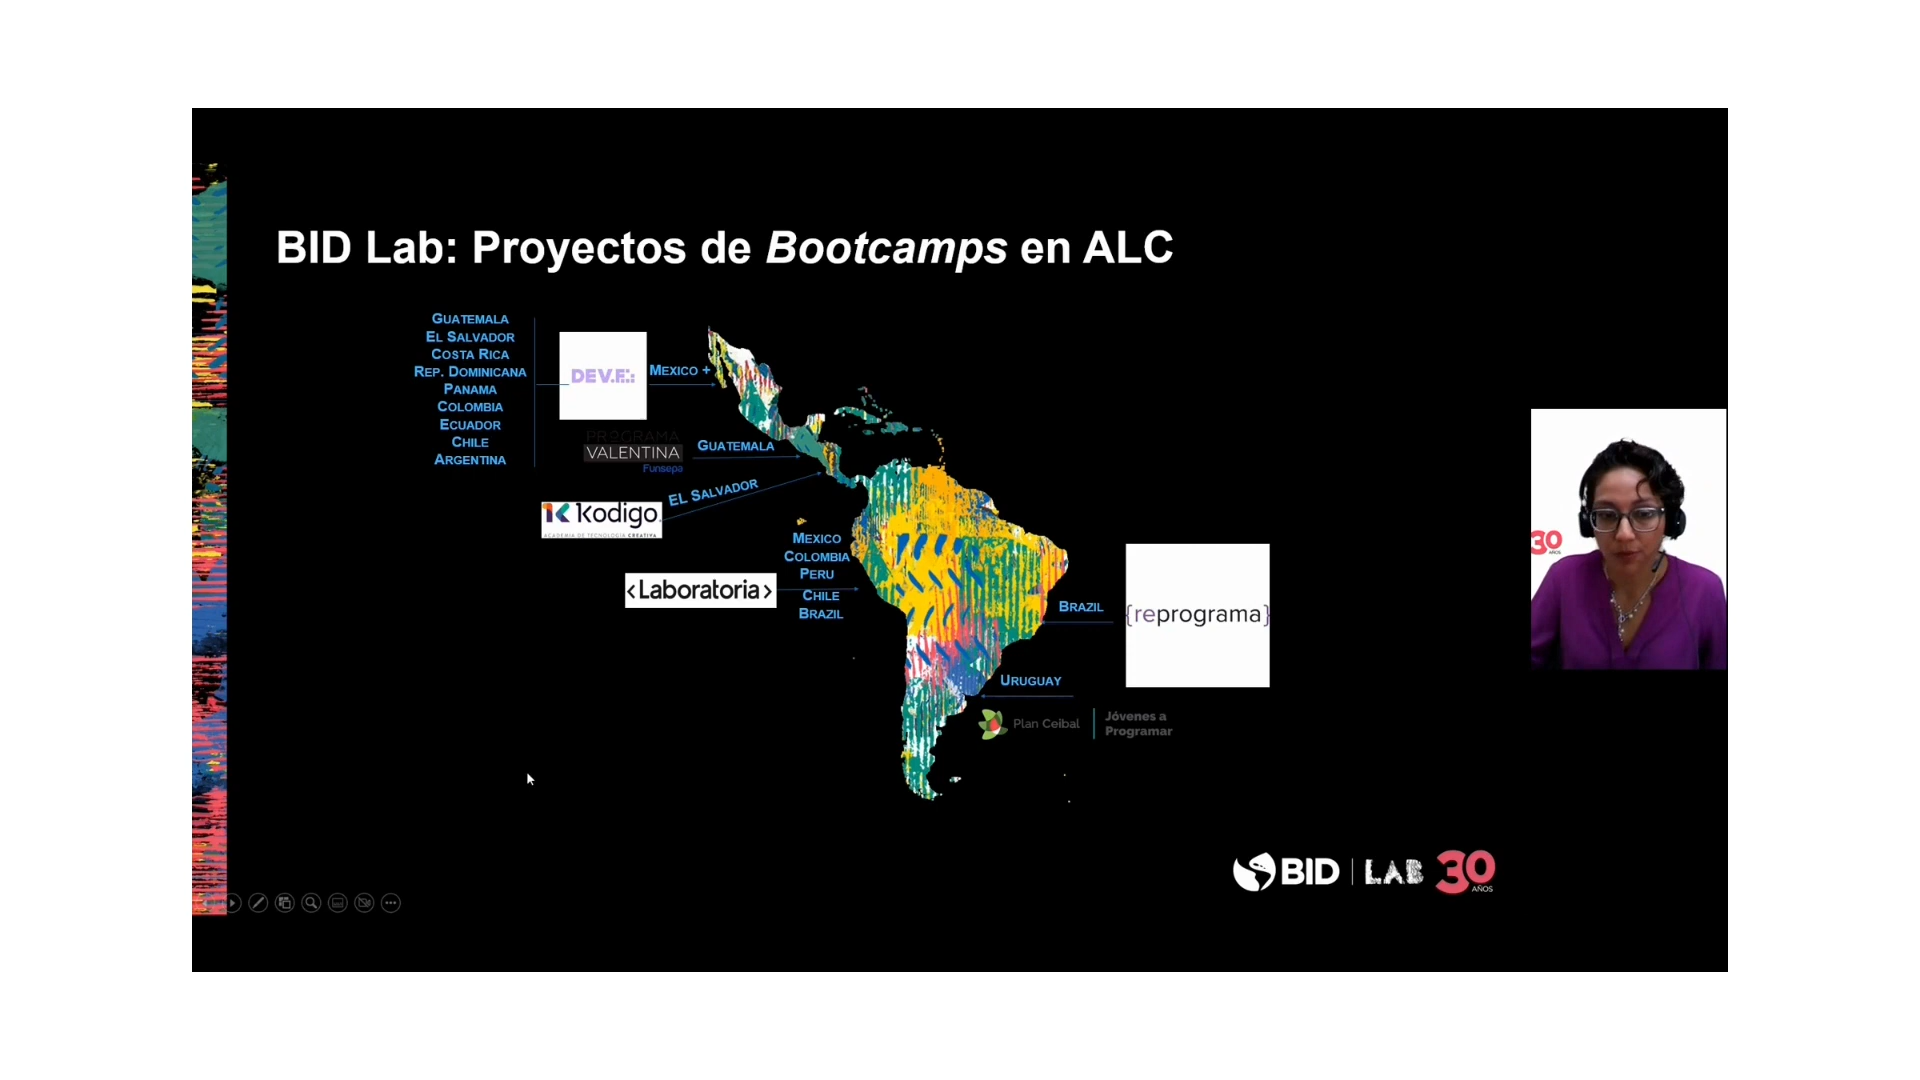 BID Lab: Proyectos de Bootcamps en ALC
GUATEMALA
EL SALVADOR
COSTA RICA
REP. DOMINICANA
PANAMA
COLOMBIA
ECUADOR
CHILE
ARGENTINA
DEV.F.:
MEXICO +
PROGRAMA
VALENTINA
Funsepa
GUATEMALA
Kodigo
ACADEMIA DE TECNOLOGÍA CREATIVA
EL SALVADOR
<Laboratoria>
MEXICO
COLOMBIA
PERU
CHILE
BRAZIL
BRAZIL
{reprograma}
URUGUAY
Plan Ceibal
Jóvenes a
Programar
30
AÑOS
BID | LAB 30
AÑOS